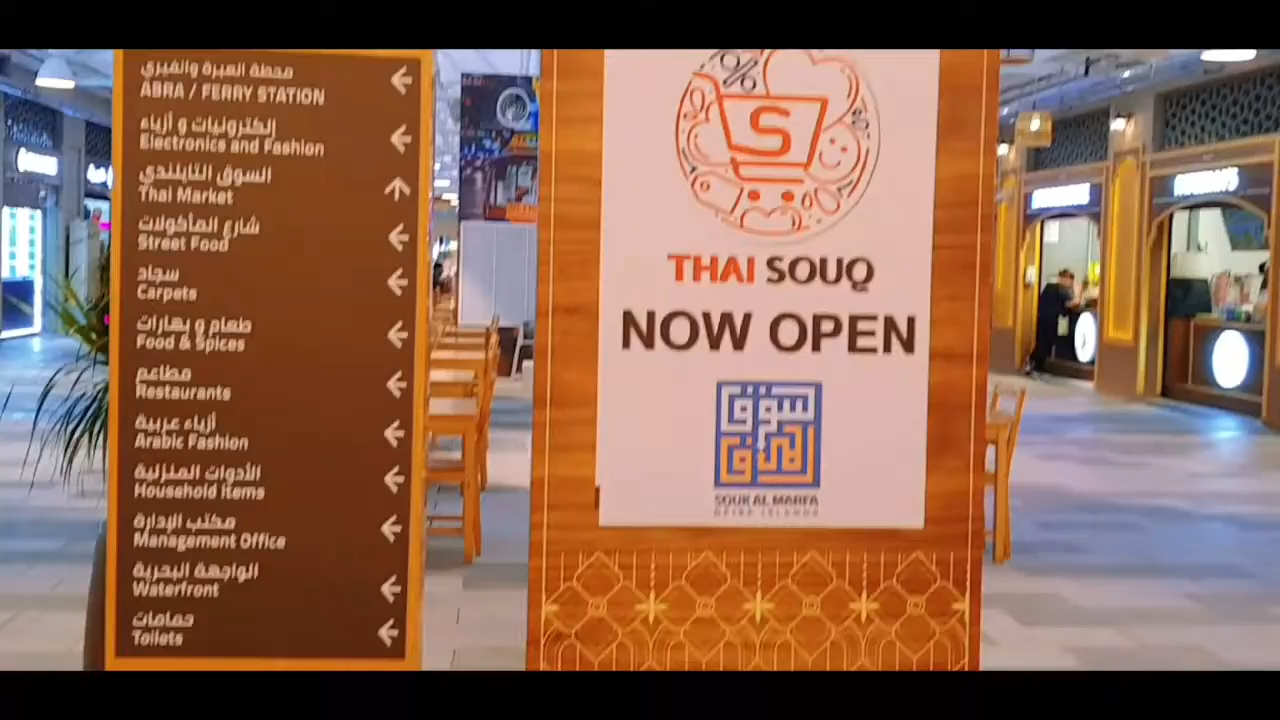 محطة العبرة والفيري
ABRA / FERRY STATION
إلكترونيات و أزياء
Electronics and Fashion
السوق التايلندي
Thai Market
شارع المأكولات
Street Food
سجاد
Carpets
طعام و بهارات
Food & Spices
مطاعم
Restaurants
أزياء عربية
Arabic Fashion
الأدوات المنزلية
Household Items
مكتب الإدارة
Management Office
الواجهة البحرية
Waterfront
حمامات
Toilets
%
S
THAI SOUQ
NOW OPEN
سوق
المرفأ
SOUK AL MARFA
DEIRA ISLANDS